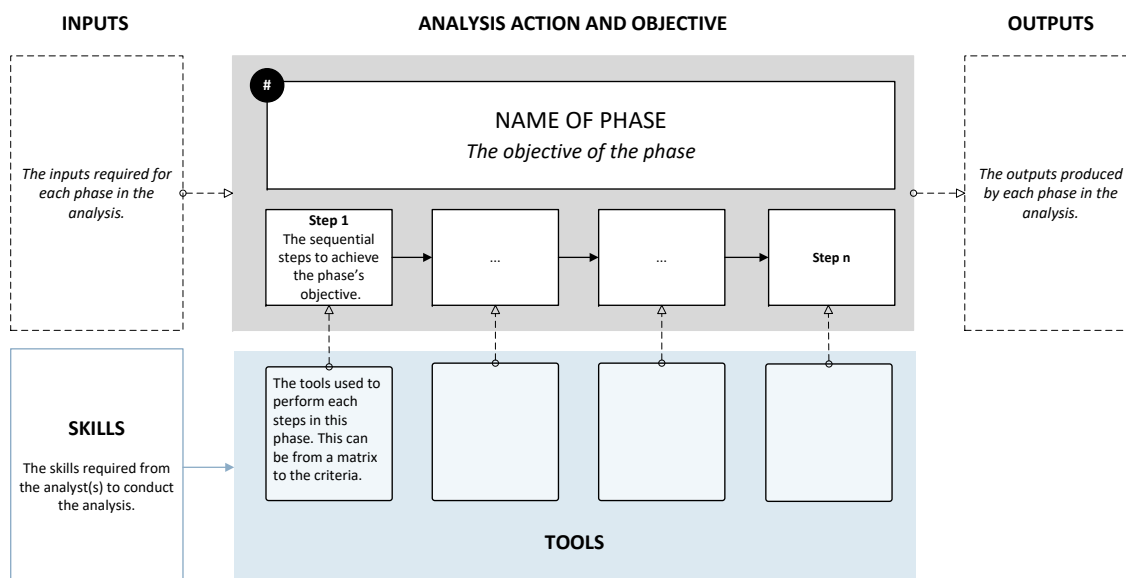 INPUTS
ANALYSIS ACTION AND OBJECTIVE
OUTPUTS
#
NAME OF PHASE
The objective of the phase
The inputs required for
each phase in the
analysis.
The outputs produced
by each phase in the
analysis.
Step 1
The sequential
steps to achieve
the phase’s
objective.
...
...
Step n
SKILLS
The skills required from
the analyst(s) to conduct
the analysis.
The tools used to
perform each
steps in this
phase. This can
be from a matrix
to the criteria.
TOOLS